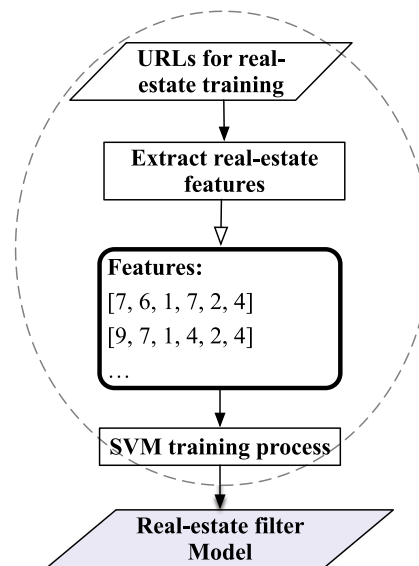 URLs for real-
estate training
Extract real-estate
features
Features:
[7, 6, 1, 7, 2, 4]
[9, 7, 1, 4, 2, 4]
…
SVM training process
Real-estate filter
Model